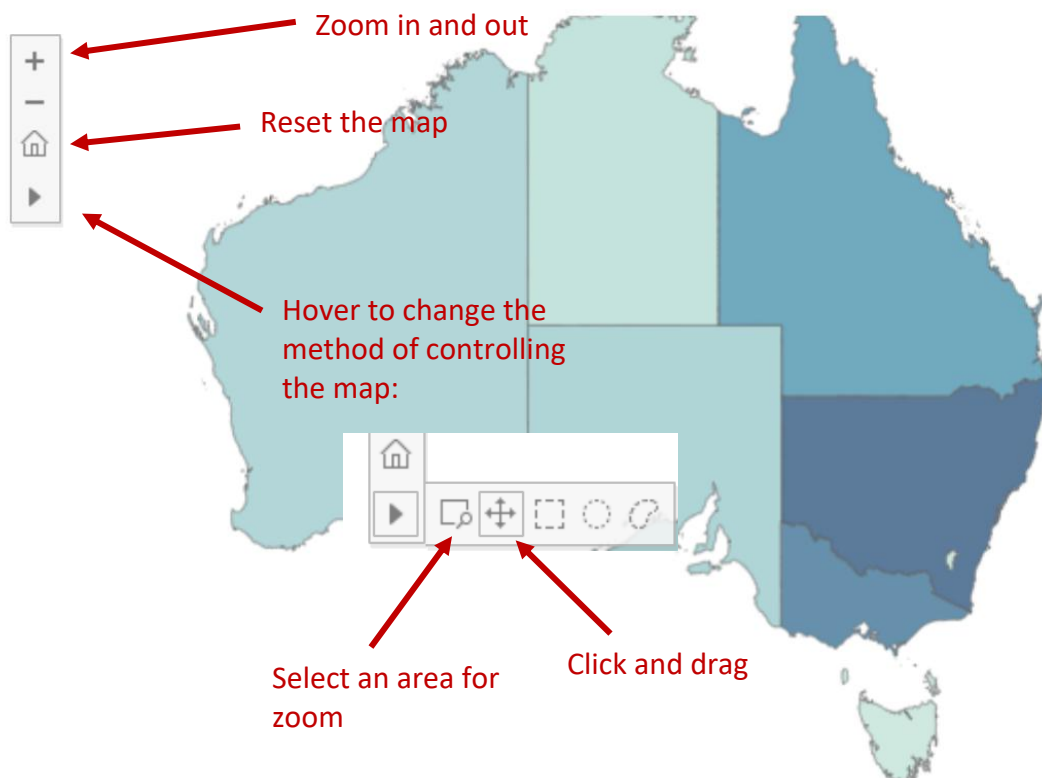 Zoom in and out
Reset the map
Hover to change the
method of controlling
the map:
Select an area for
zoom
Click and drag